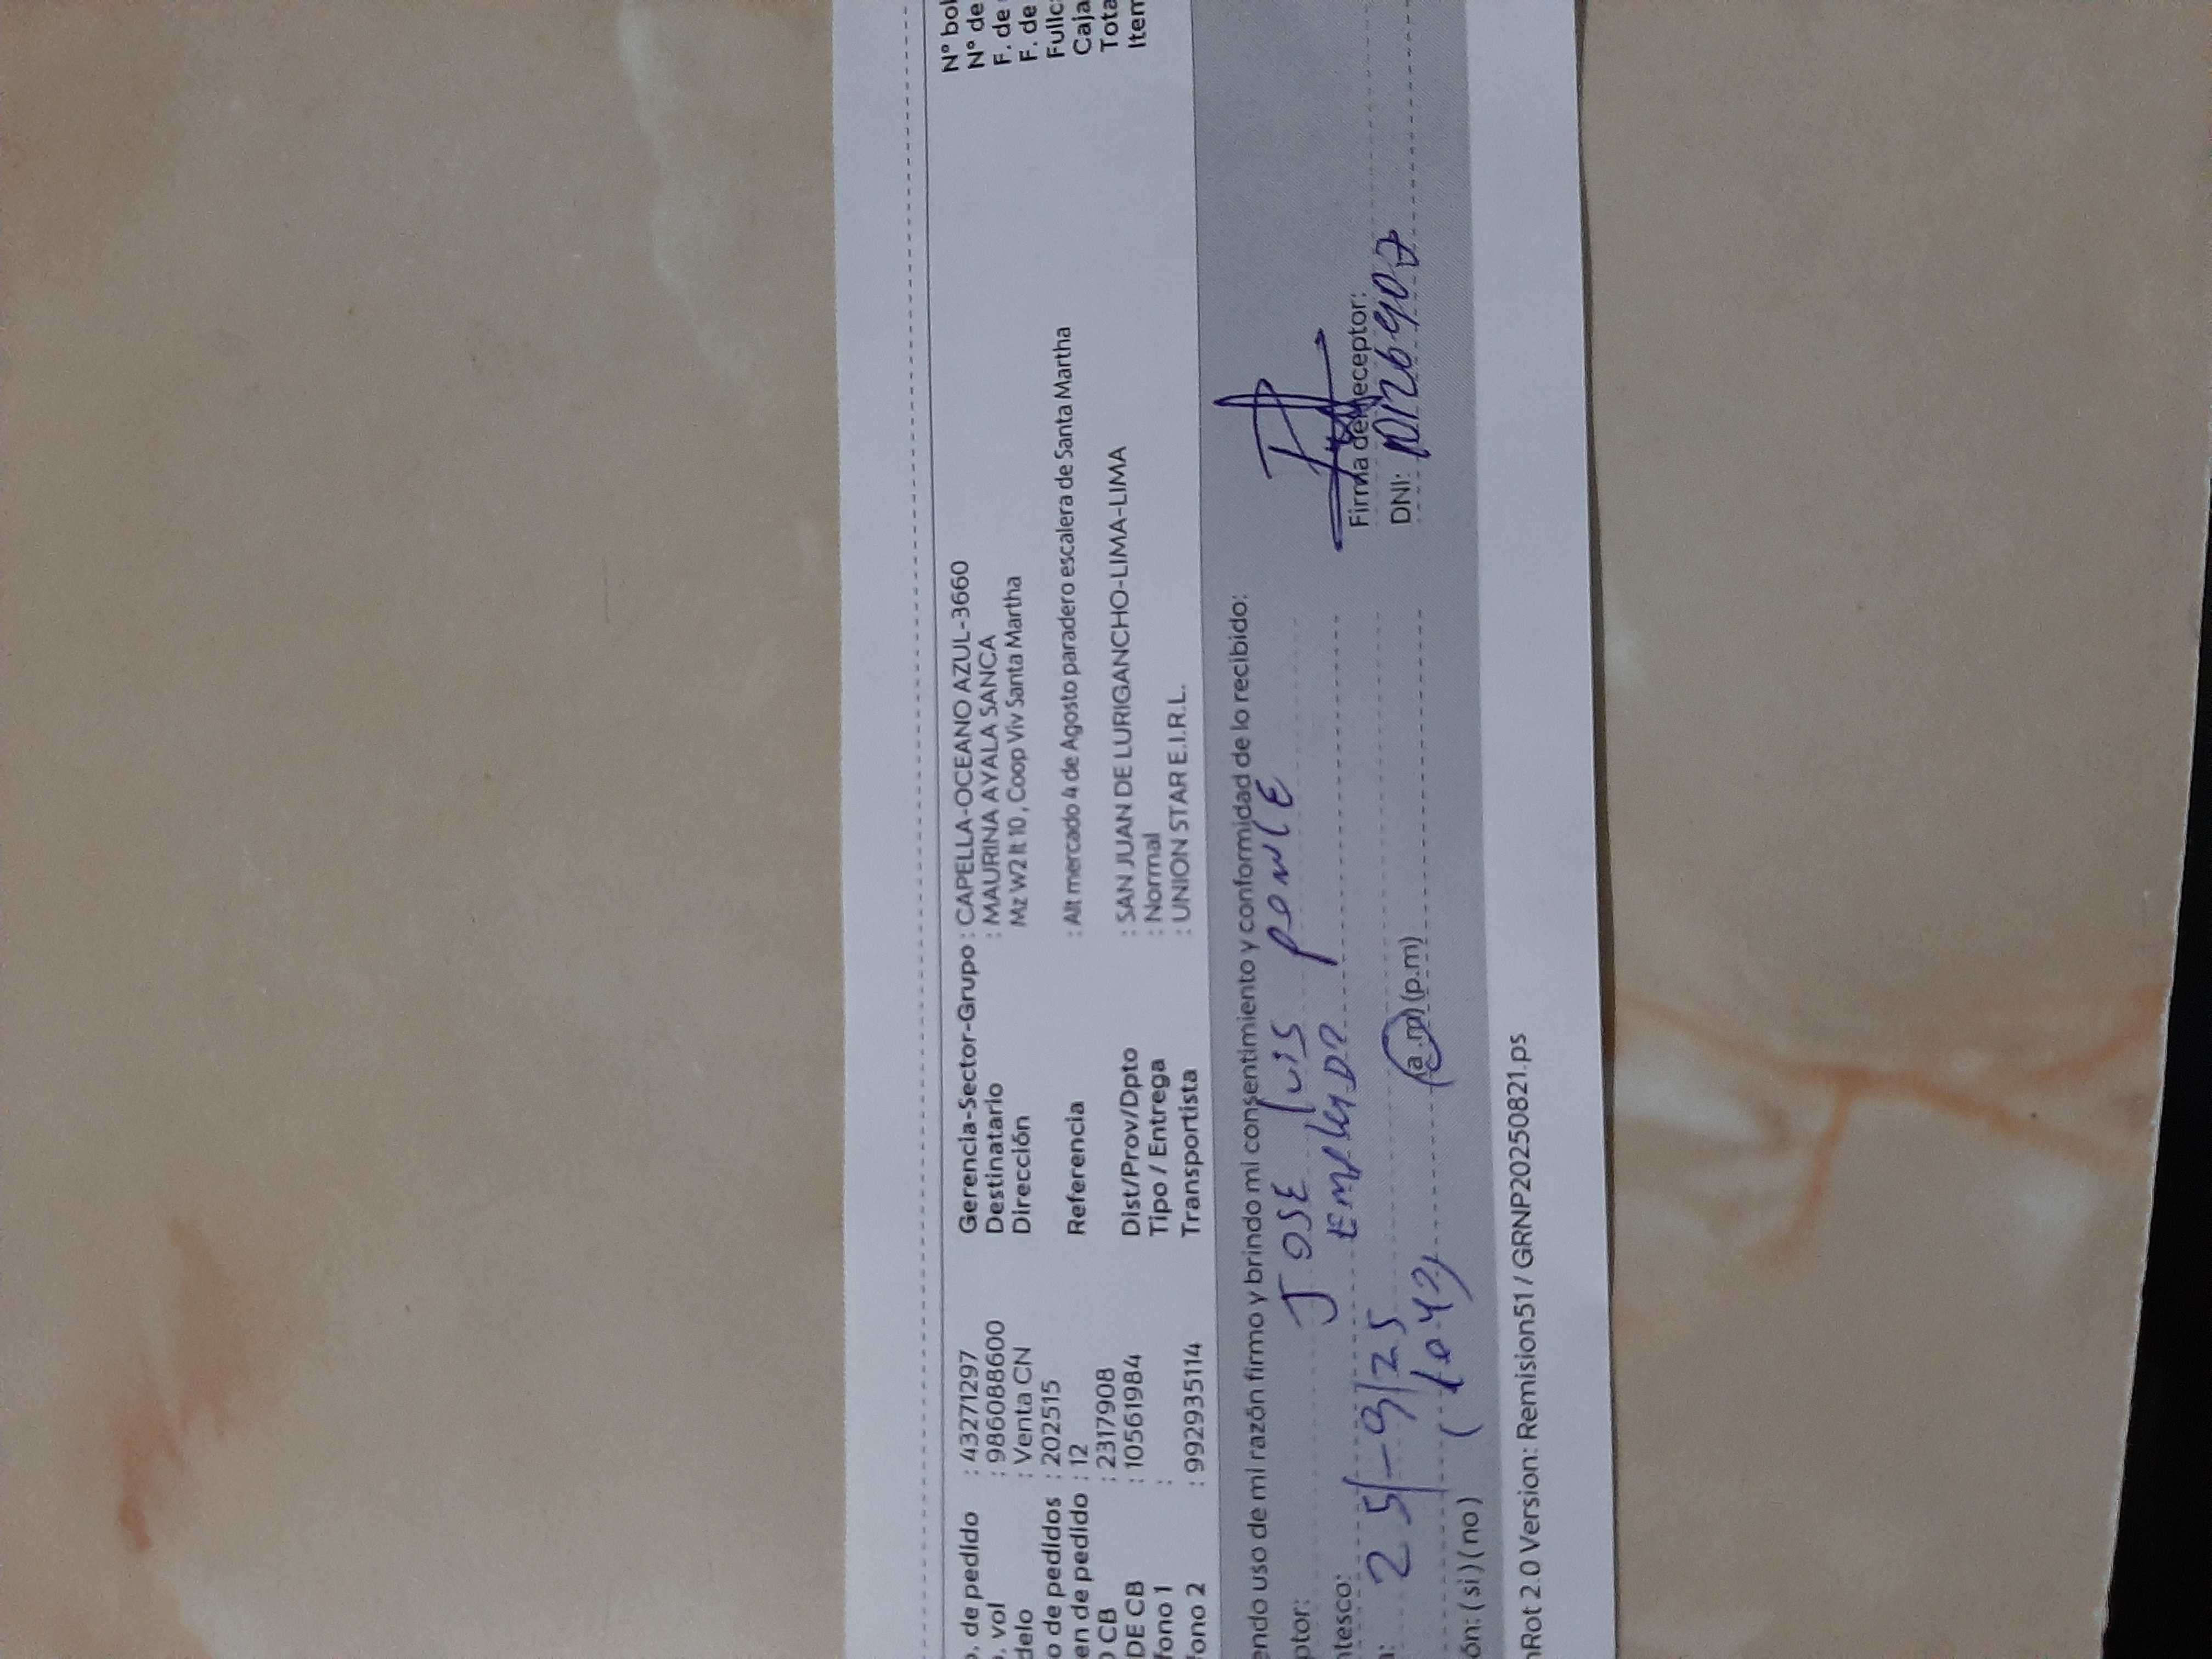 o. de pedido : 43271297 Gerencia-Sector-Grupo : CAPELLA-OCEANO AZUL-3660 N° bol
o. vol : 986088600 Destinatario : MAURINA AYALA SANCA N° de
delo : Venta CN Dirección Mz W2 lt 10 , Coop Viv Santa Martha F. de
o de pedidos : 202515 F. de
en de pedido : 12 Referencia : Alt mercado 4 de Agosto paradero escalera de Santa Martha Fullc
o CB : 2317908 Caja
DE CB : 10561984 Dist/Prov/Dpto : SAN JUAN DE LURIGANCHO-LIMA-LIMA Tota
fono 1 : Tipo / Entrega : Normal Item
fono 2 : 992935114 Transportista : UNION STAR E.I.R.L.
endo uso de mi razón firmo y brindo mi consentimiento y conformidad de lo recibido:
ptor: JOSE LUIS PONCE
ntesco: EMPLEADO Firma del receptor:
: 25/-9/25 DNI: 10126907
ón: (si) (no) (10:42) (a.m) (p.m)
nRot 2.0 Version: Remision51 / GRNP20250821.ps